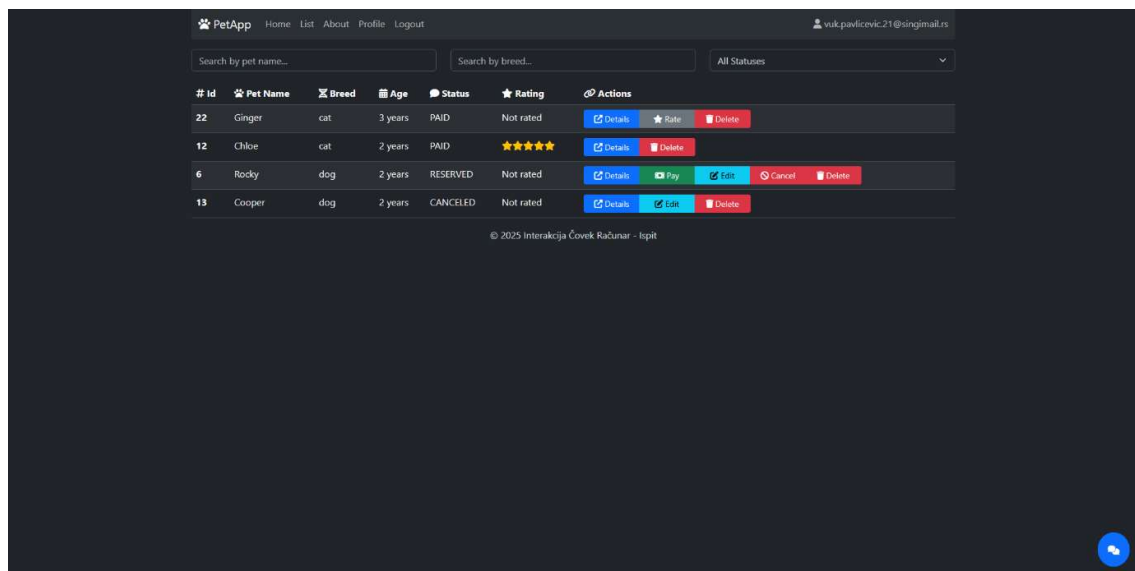 PetApp Home List About Profile Logout vuk.pavlicevic.21@singimail.rs
Search by pet name... Search by breed... All Statuses
# Id Pet Name Breed Age Status Rating Actions
22 Ginger cat 3 years PAID Not rated Details Rate Delete
12 Chloe cat 2 years PAID Details Delete
6 Rocky dog 2 years RESERVED Not rated Details Pay Edit Cancel Delete
13 Cooper dog 2 years CANCELED Not rated Details Edit Delete
© 2025 Interakcija Čovek Računar - Ispit